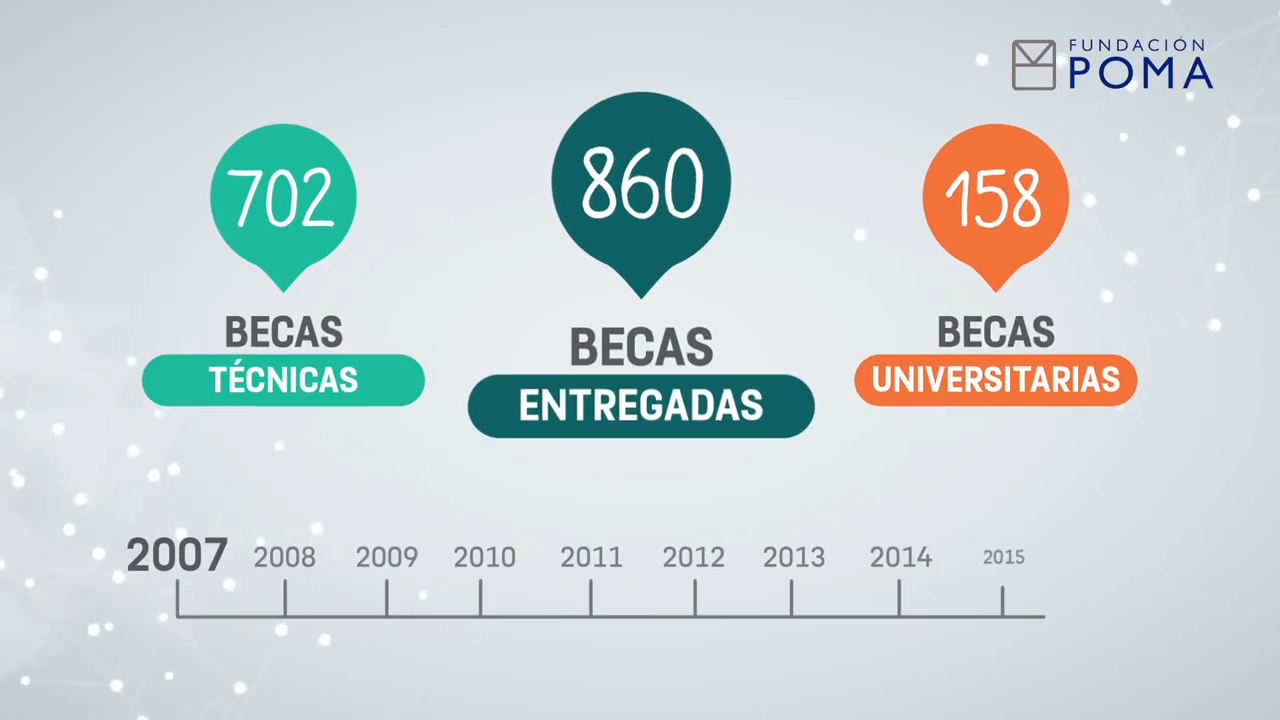 FUNDACIÓN
POMA
702
BECAS
TÉCNICAS
860
BECAS
ENTREGADAS
158
BECAS
UNIVERSITARIAS
2007 2008 2009 2010 2011 2012 2013 2014 2015